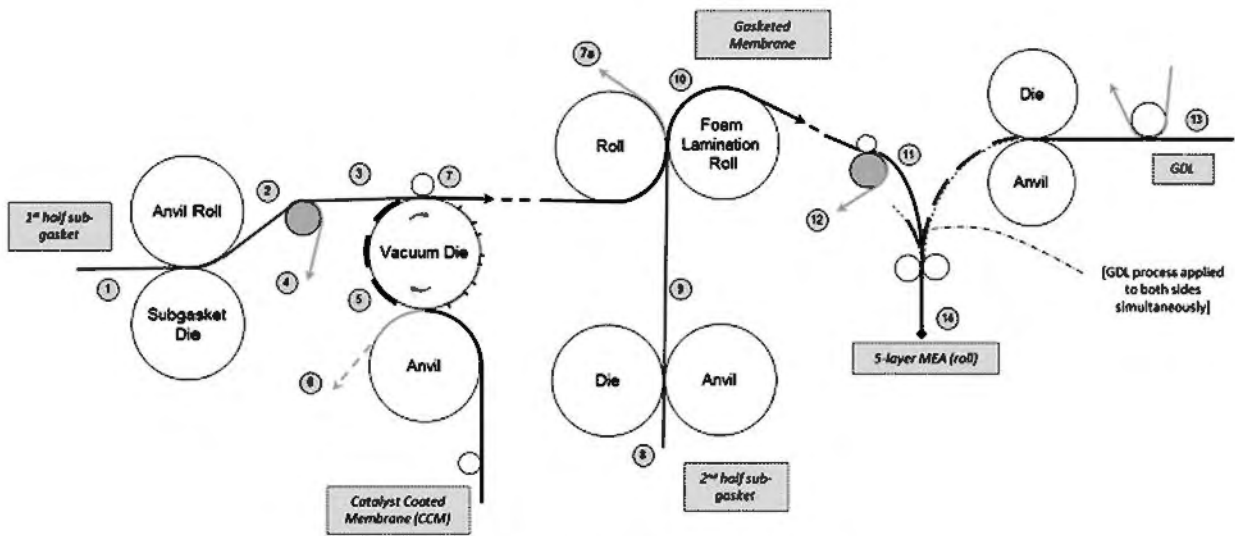 Gasketed
Membrane
7a
10
Die
13
Roll
Foam
Lamination
Roll
11
GDL
2
3
7
Anvil
12
1st half sub-
gasket
Anvil Roll
Vacuum Die
4
1
Subgasket
Die
5
9
[GDL process applied
to both sides
simultaneously]
14
5-layer MEA (roll)
6
Anvil
Die
Anvil
8
2nd half sub-
gasket
Catalyst Coated
Membrane (CCM)